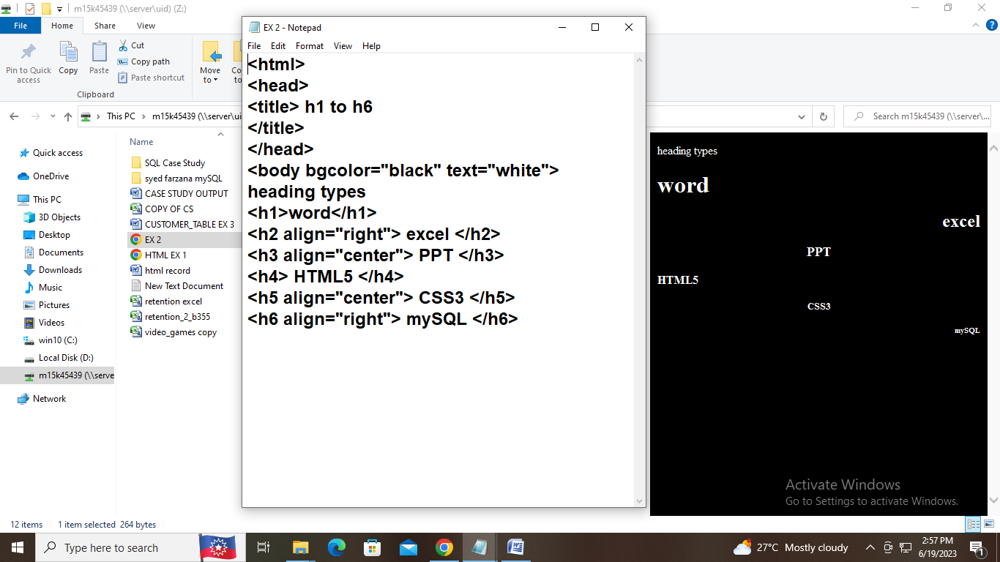 m15k45439 (\\server\uid) (Z:)
File
Home
Share
View
Pin to Quick
access
Copy
Paste
Cut
Copy path
Paste shortcut
Move
to
Clipboard
This PC
m15k45439 (\\server\ui
Search m15k45439 (\\server\...
Quick access
OneDrive
This PC
3D Objects
Desktop
Documents
Downloads
Music
Pictures
Videos
win10 (C:)
Local Disk (D:)
m15k45439 (\\serve
Network
Name
SQL Case Study
syed farzana mySQL
CASE STUDY OUTPUT
COPY OF CS
CUSTOMER_TABLE EX 3
EX 2
HTML EX 1
html record
New Text Document
retention excel
retention_2_b355
video_games copy
EX 2 - Notepad
File Edit Format View Help
<html>
<head>
<title> h1 to h6
</title>
</head>
<body bgcolor="black" text="white">
heading types
<h1>word</h1>
<h2 align="right"> excel </h2>
<h3 align="center"> PPT </h3>
<h4> HTML5 </h4>
<h5 align="center"> CSS3 </h5>
<h6 align="right"> mySQL </h6>
heading types
word
excel
PPT
HTML5
CSS3
mySQL
Activate Windows
Go to Settings to activate Windows.
12 items 1 item selected 264 bytes
Type here to search
27°C Mostly cloudy
2:57 PM
6/19/2023
1